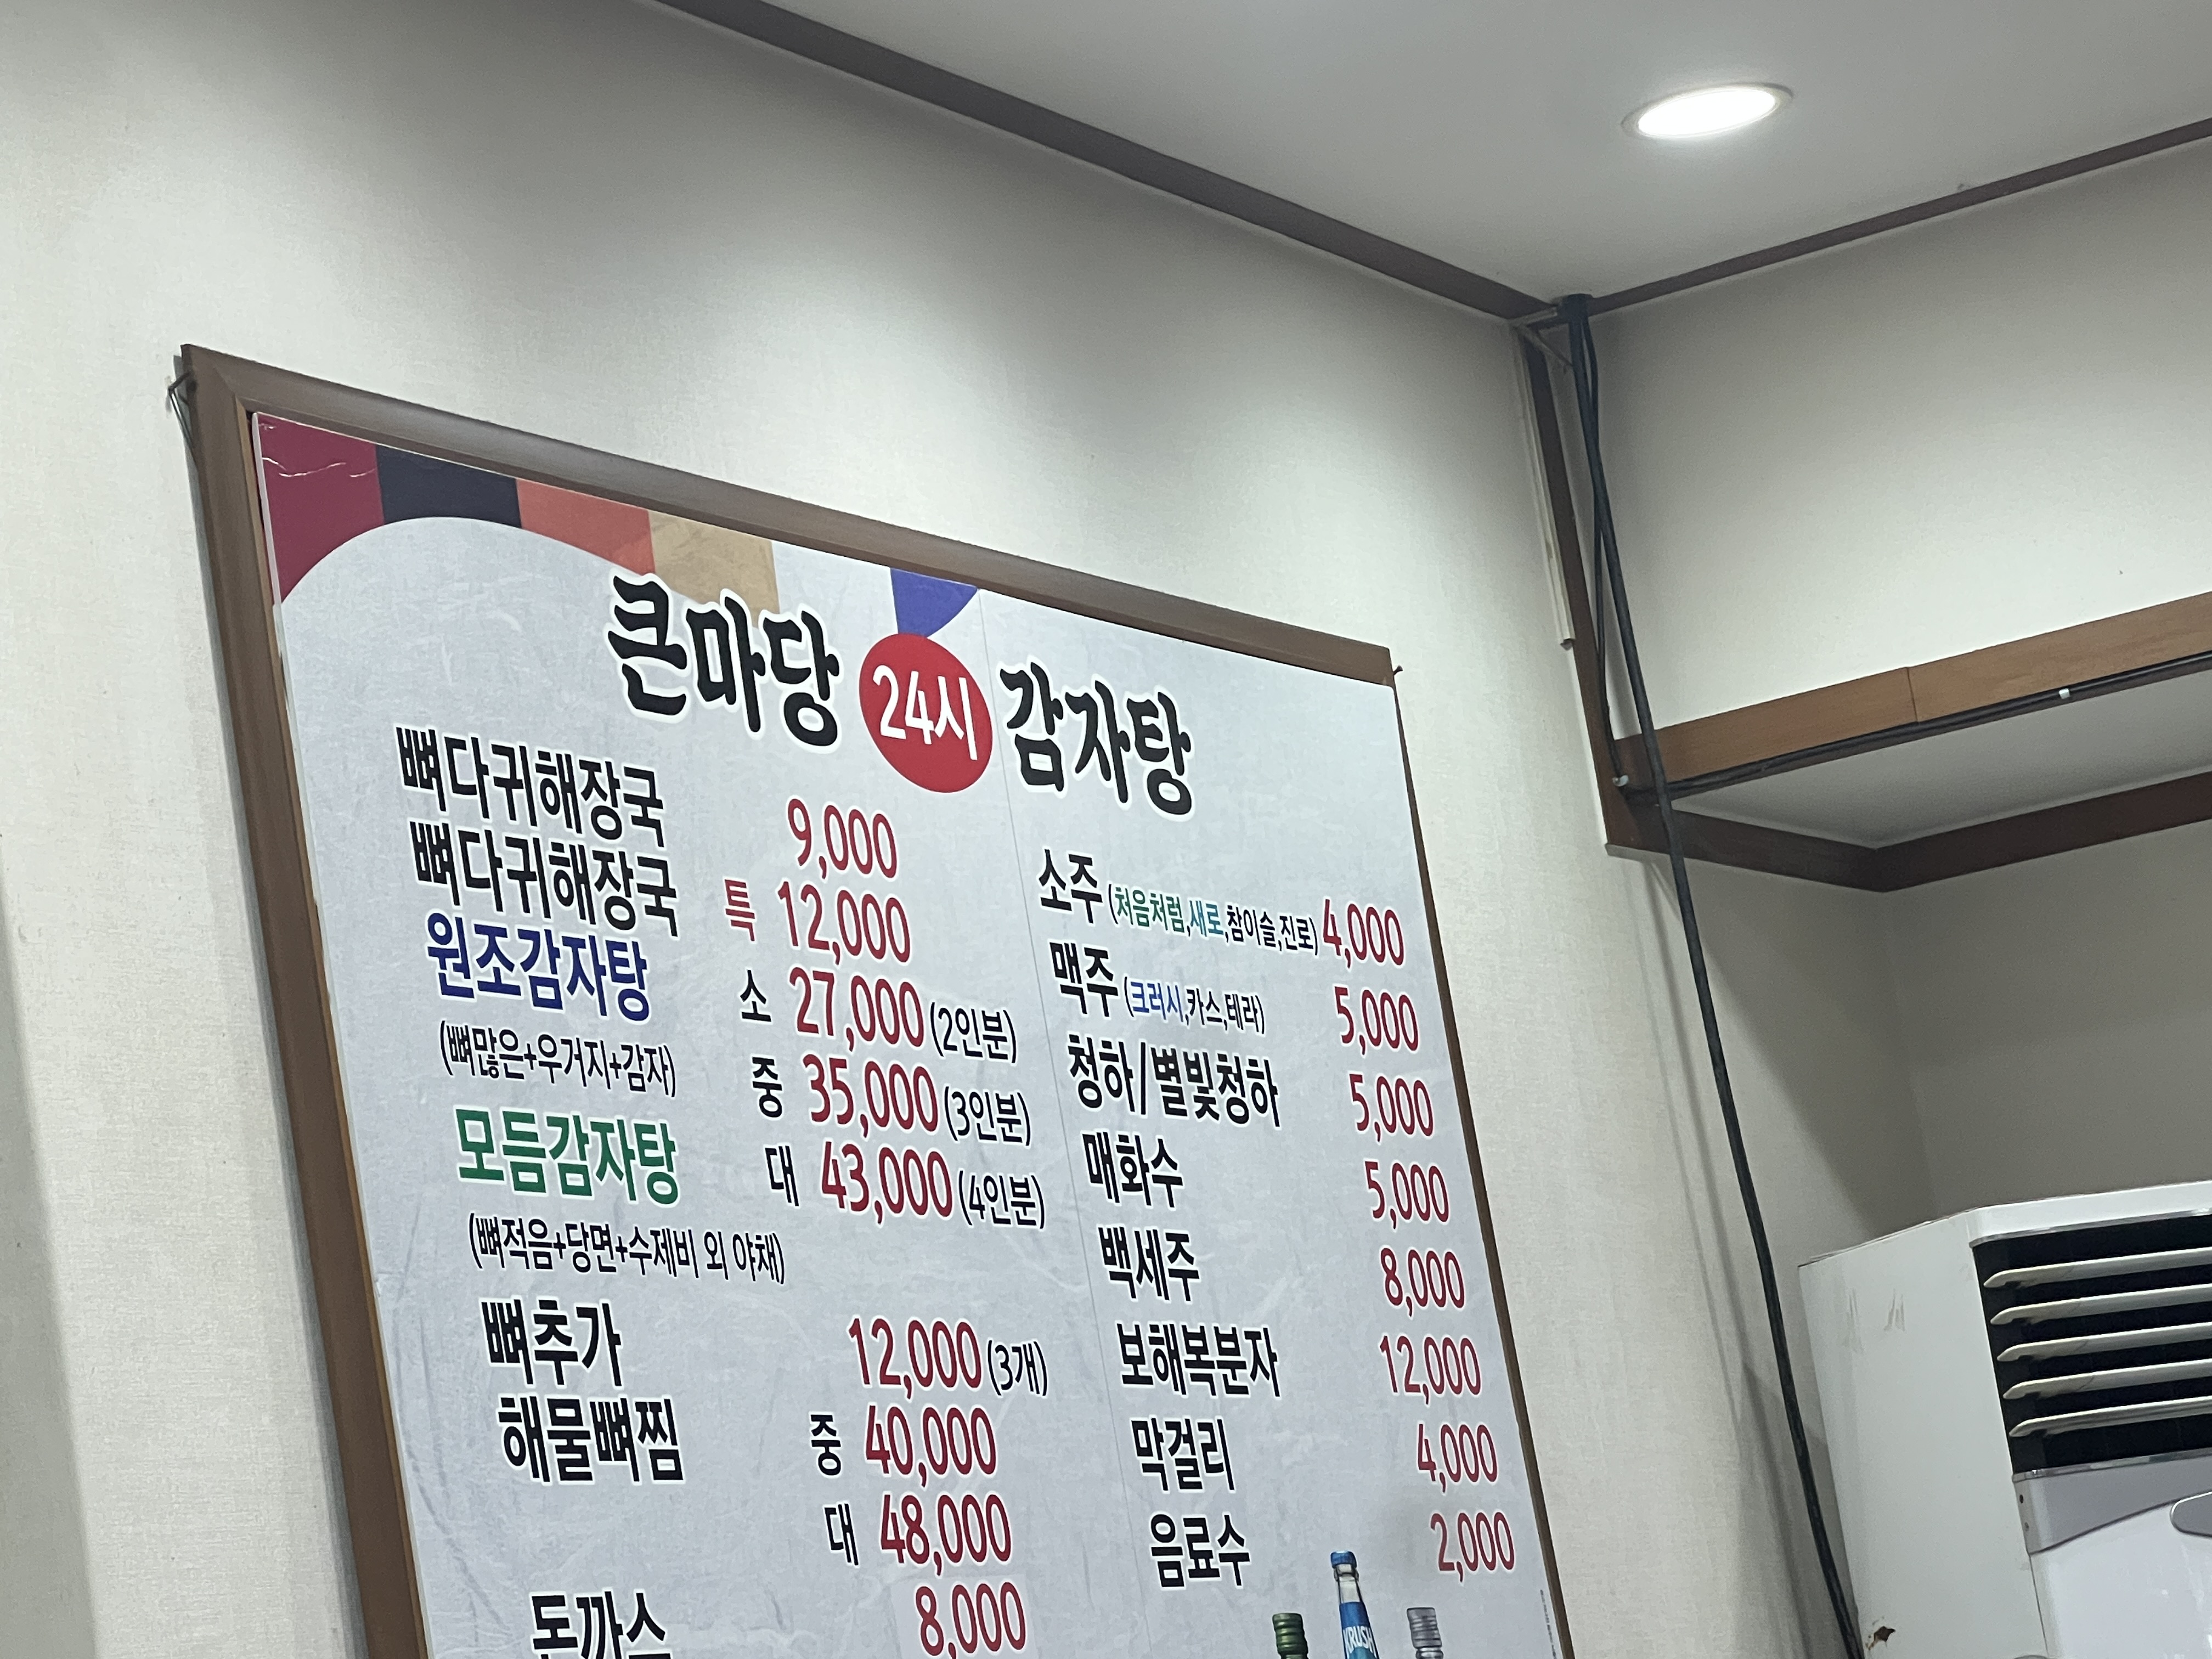 큰마당 24시 감자탕
뼈다귀해장국 9,000
뼈다귀해장국 특 12,000
원조감자탕 소 27,000 (2인분)
(뼈많은+우거지+감자) 중 35,000 (3인분)
모듬감자탕 대 43,000 (4인분)
(뼈적음+당면+수제비 외 야채)
뼈추가 12,000 (3개)
해물뼈찜 중 40,000
대 48,000
돈까스 8,000
소주 (처음처럼,새로,참이슬,진로) 4,000
맥주 (크러시,카스,테라) 5,000
청하/별빛청하 5,000
매화수 5,000
백세주 8,000
보해복분자 12,000
막걸리 4,000
음료수 2,000
KRUSH